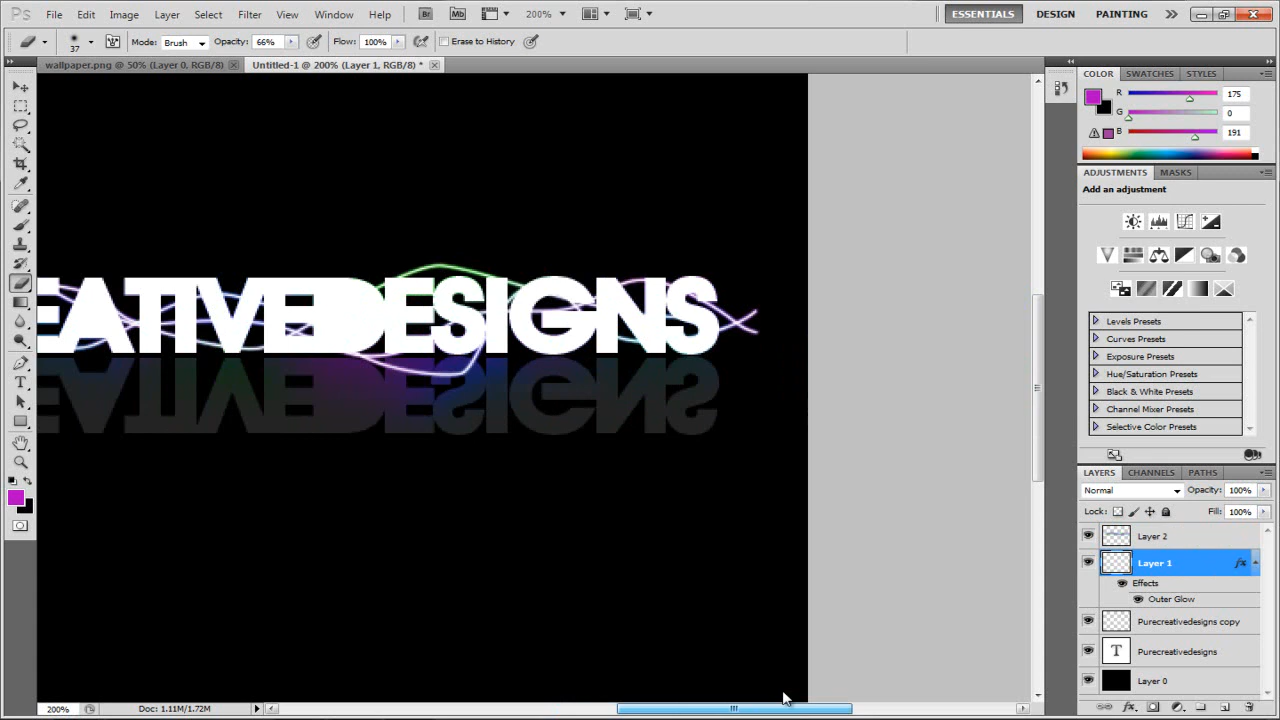 Ps File Edit Image Layer Select Filter View Window Help Br Mb 200% ESSENTIALS DESIGN PAINTING
37 Mode: Brush Opacity: 66% Flow: 100% Erase to History
wallpaper.png @ 50% (Layer 0, RGB/8) Untitled-1 @ 200% (Layer 1, RGB/8) *
COLOR SWATCHES STYLES
R 175
G 0
B 191
ADJUSTMENTS MASKS
Add an adjustment
EATIVEDESIGNS
Levels Presets
Curves Presets
Exposure Presets
Hue/Saturation Presets
Black & White Presets
Channel Mixer Presets
Selective Color Presets
LAYERS CHANNELS PATHS
Normal Opacity: 100%
Lock: Fill: 100%
Layer 2
Layer 1 fx
Effects
Outer Glow
Purecreativedesigns copy
T Purecreativedesigns
Layer 0
200% Doc: 1.11M/1.72M